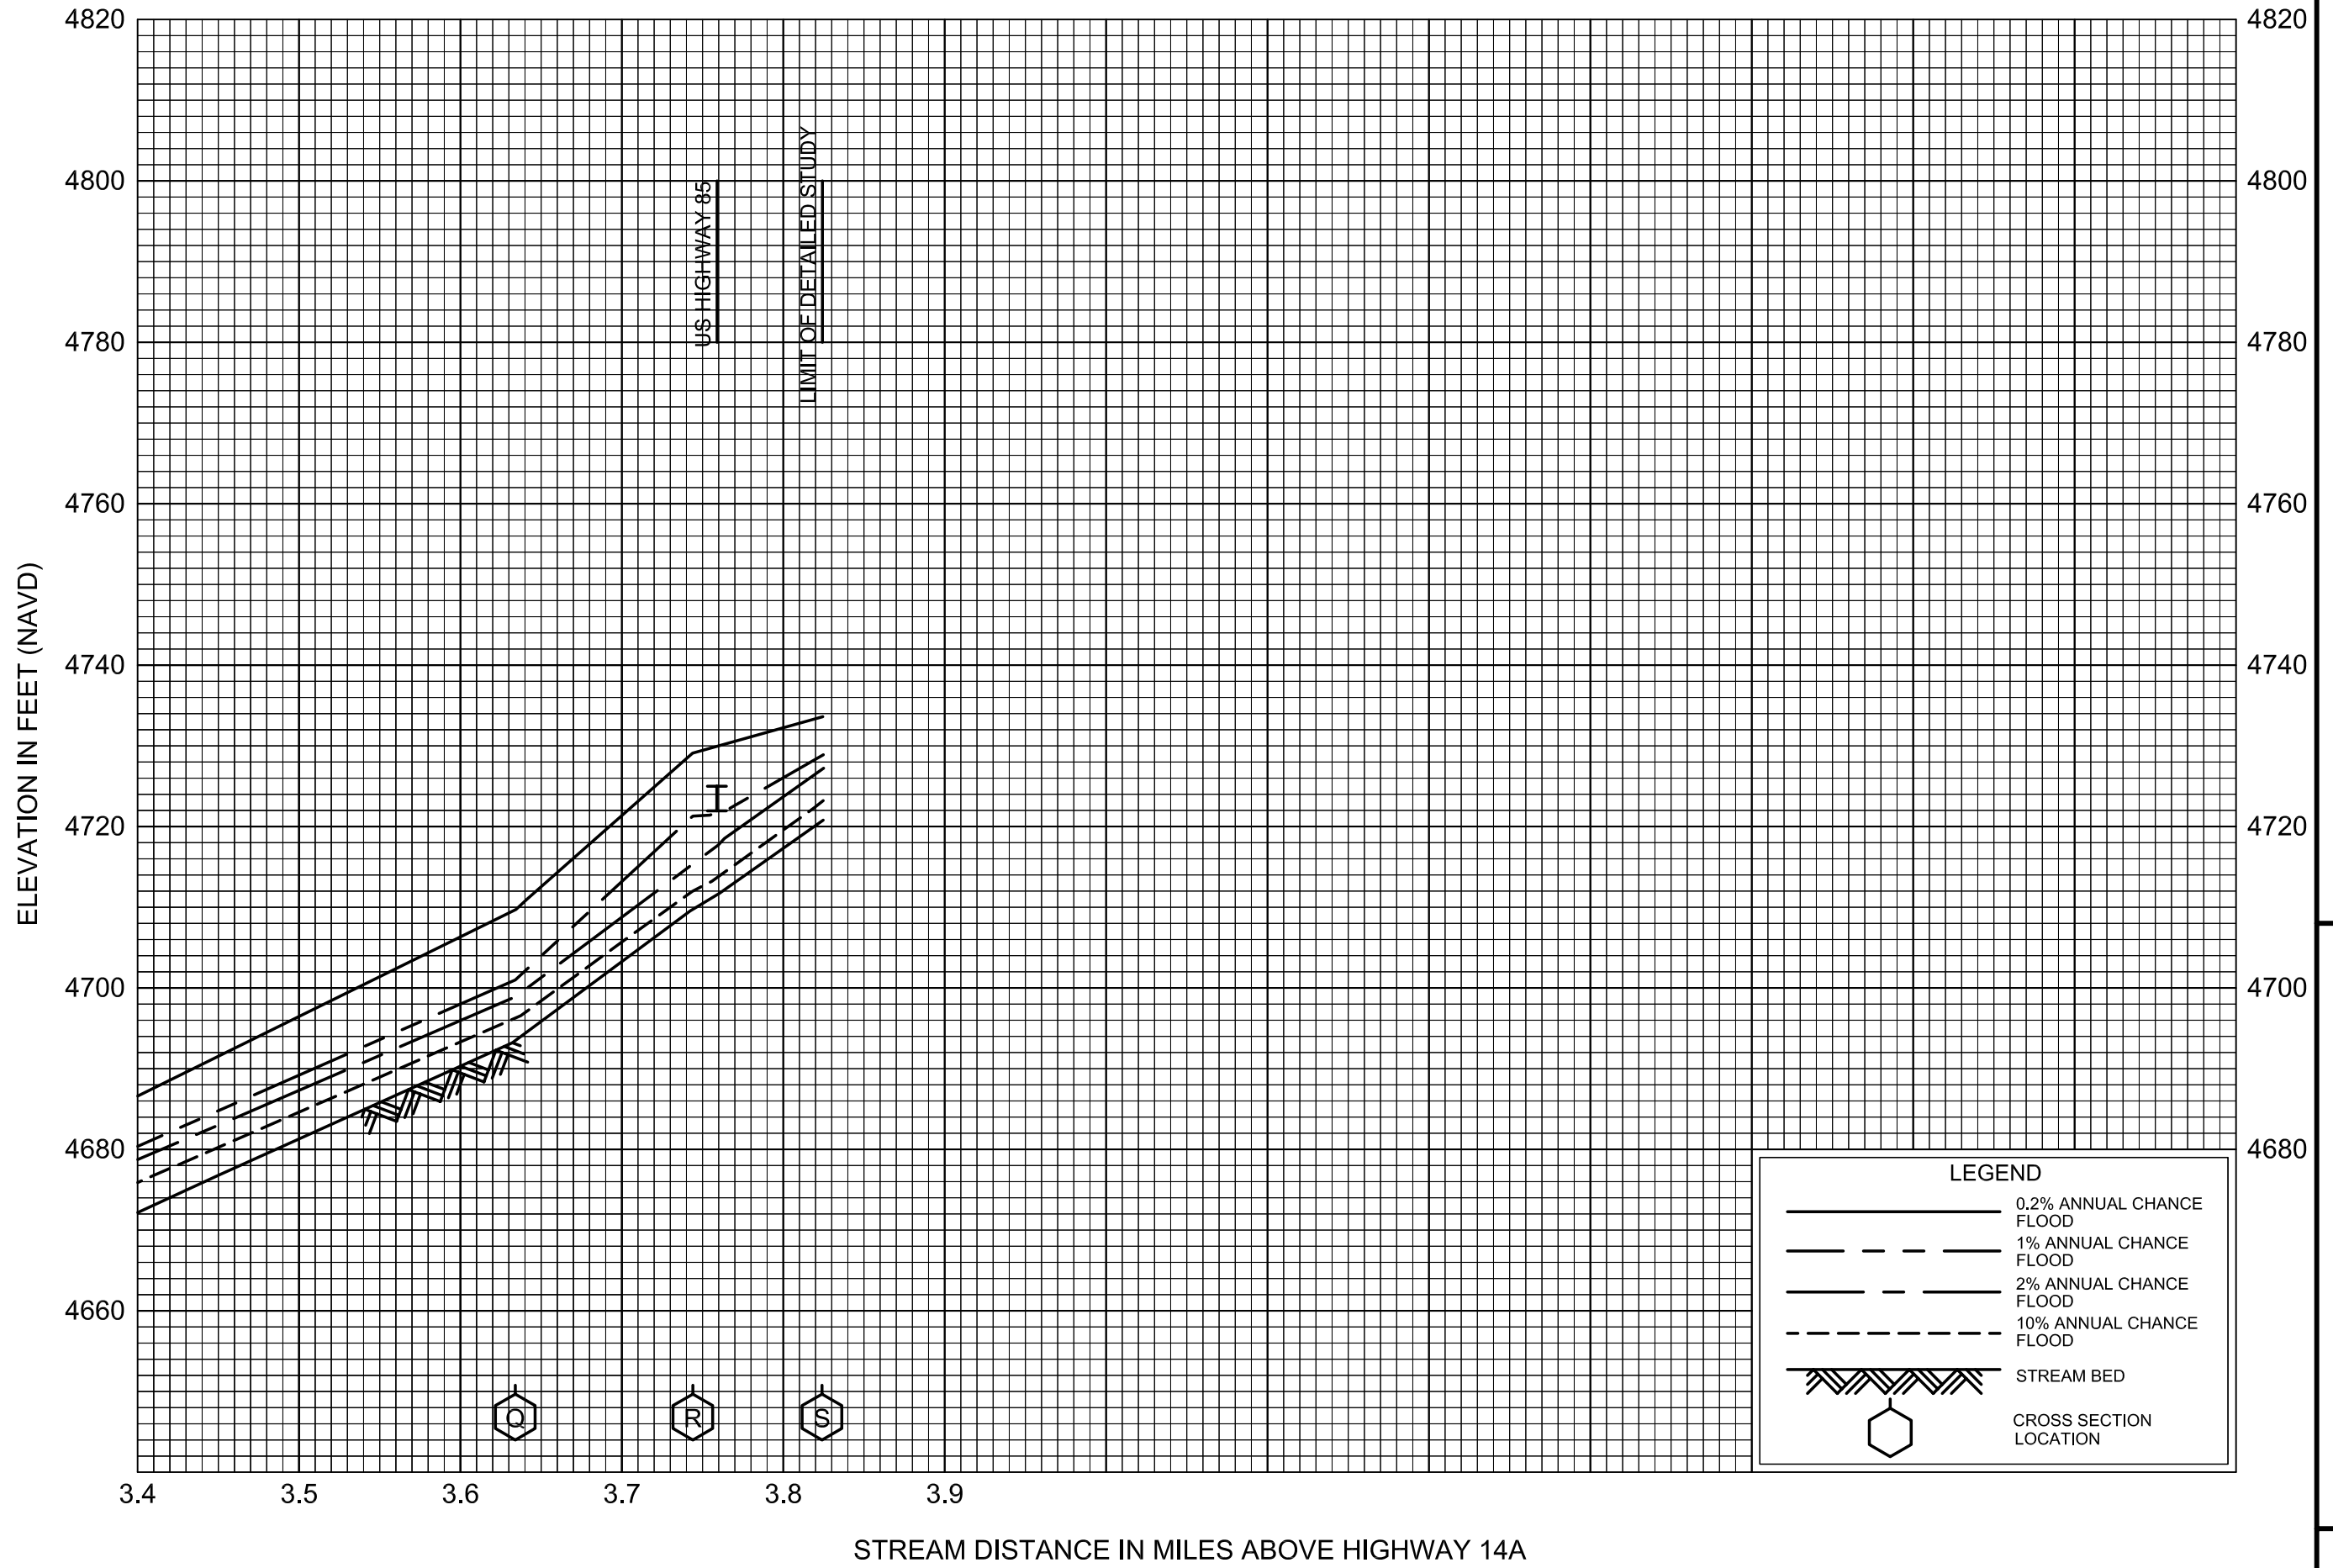 4820
4820
4800
4800
4780
4780
4760
4760
4740
4740
4720
4720
4700
4700
4680
4680
4660
ELEVATION IN FEET (NAVD)
US HIGHWAY 85
LIMIT OF DETAILED STUDY
Q
R
S
3.4
3.5
3.6
3.7
3.8
3.9
STREAM DISTANCE IN MILES ABOVE HIGHWAY 14A
LEGEND
0.2% ANNUAL CHANCE
FLOOD
1% ANNUAL CHANCE
FLOOD
2% ANNUAL CHANCE
FLOOD
10% ANNUAL CHANCE
FLOOD
STREAM BED
CROSS SECTION
LOCATION